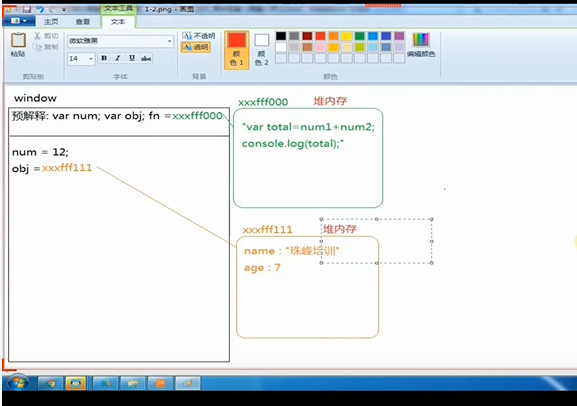 文本工具
1-2.png - 画图
主页
查看
文本
粘贴
剪切
复制
剪贴板
微软雅黑
14
B I U abc
字体
不透明
透明
背景
颜色 1
颜色 2
颜色
编辑颜色
window
预解释: var num; var obj; fn =xxxfff000
num = 12;
obj =xxxfff111
xxxfff000 堆内存
"var total=num1+num2;
console.log(total);"
xxxfff111 堆内存
name : "珠峰培训"
age : 7